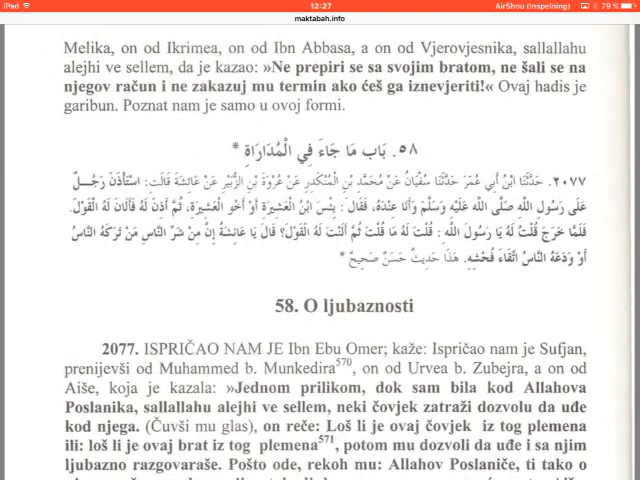 iPad
12:27
AirShou (Inspelning)
79 %
maktabah.info
Melika, on od Ikrimea, on od Ibn Abbasa, a on od Vjerovjesnika, sallallahu
alejhi ve sellem, da je kazao: »Ne prepiri se sa svojim bratom, ne šali se na
njegov račun i ne zakazuj mu termin ako ćeš ga iznevjeriti!« Ovaj hadis je
garibun. Poznat nam je samo u ovoj formi.
٥٨. بَاب مَا جَاءَ فِي الْمُدَارَاةِ *
٢٠٧٧. حَدَّثَنَا ابْنُ أَبِي عُمَرَ حَدَّثَنَا سُفْيَانُ عَنْ مُحَمَّدِ بْنِ الْمُنْكَدِرِ عَنْ عُرْوَةَ بْنِ الزُّبَيْرِ عَنْ عَائِشَةَ قَالَتْ: اسْتَأْذَنَ رَجُلٌ
عَلَى رَسُولِ اللَّهِ صَلَّى اللَّهُ عَلَيْهِ وَسَلَّمَ وَأَنَا عِنْدَهُ، فَقَالَ: بِئْسَ ابْنُ الْعَشِيرَةِ أَوْ أَخُو الْعَشِيرَةِ، ثُمَّ أَذِنَ لَهُ فَأَلَانَ لَهُ الْقَوْلَ.
فَلَمَّا خَرَجَ قُلْتُ لَهُ يَا رَسُولَ اللَّهِ: قُلْتَ لَهُ مَا قُلْتَ ثُمَّ أَلَنْتَ لَهُ الْقَوْلَ؟ قَالَ يَا عَائِشَةُ إِنَّ مِنْ شَرِّ النَّاسِ مَنْ تَرَكَهُ النَّاسُ
أَوْ وَدَعَهُ النَّاسُ اتِّقَاءَ فُحْشِهِ. هَذَا حَدِيثٌ حَسَنٌ صَحِيحٌ *
58. O ljubaznosti
2077. ISPRIČAO NAM JE Ibn Ebu Omer; kaže: Ispričao nam je Sufjan,
prenijevši od Muhammed b. Munkedira570, on od Urvea b. Zubejra, a on od
Aiše, koja je kazala: »Jednom prilikom, dok sam bila kod Allahova
Poslanika, sallallahu alejhi ve sellem, neki čovjek zatraži dozvolu da uđe
kod njega. (Čuvši mu glas), on reče: Loš li je ovaj čovjek iz tog plemena
ili: loš li je ovaj brat iz tog plemena571, potom mu dozvoli da uđe i sa njim
ljubazno razgovaraše. Pošto ode, rekoh mu: Allahov Poslaniče, ti tako o